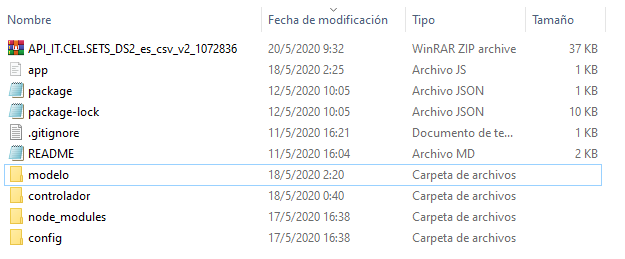 Nombre Fecha de modificación Tipo Tamaño
API_IT.CEL.SETS_DS2_es_csv_v2_1072836 20/5/2020 9:32 WinRAR ZIP archive 37 KB
app 18/5/2020 2:25 Archivo JS 1 KB
package 12/5/2020 10:05 Archivo JSON 1 KB
package-lock 12/5/2020 10:05 Archivo JSON 10 KB
.gitignore 11/5/2020 16:21 Documento de te... 1 KB
README 11/5/2020 16:04 Archivo MD 2 KB
modelo 18/5/2020 2:20 Carpeta de archivos
controlador 18/5/2020 0:40 Carpeta de archivos
node_modules 17/5/2020 16:38 Carpeta de archivos
config 17/5/2020 16:38 Carpeta de archivos